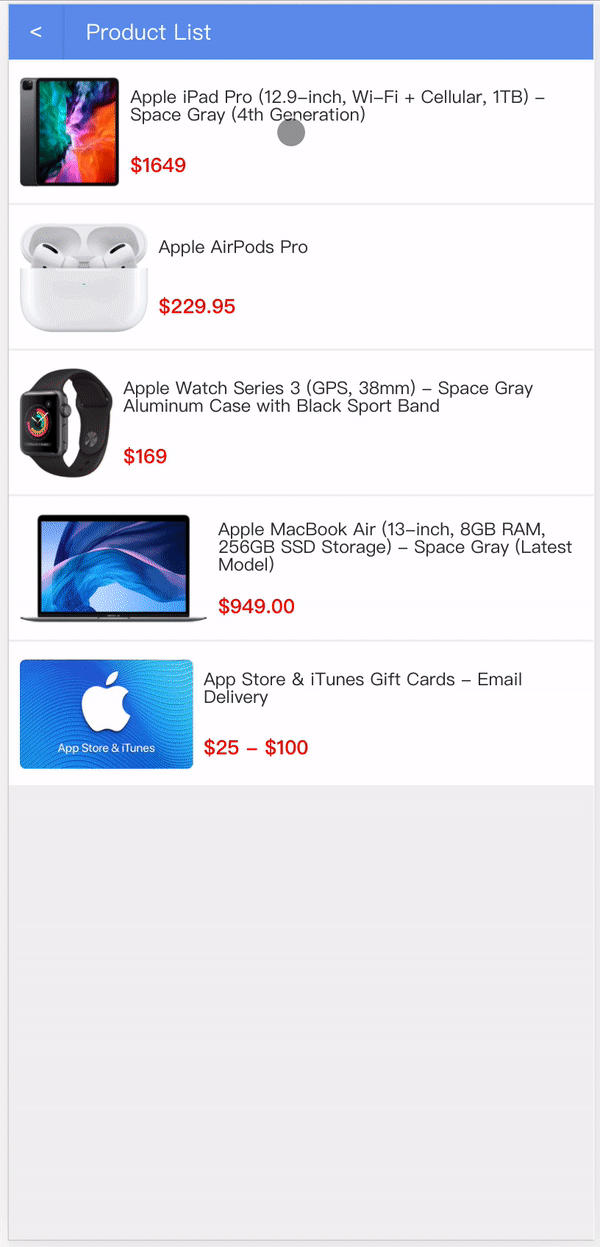 < Product List
Apple iPad Pro (12.9-inch, Wi-Fi + Cellular, 1TB) -
Space Gray (4th Generation)
$1649
Apple AirPods Pro
$229.95
Apple Watch Series 3 (GPS, 38mm) - Space Gray
Aluminum Case with Black Sport Band
$169
Apple MacBook Air (13-inch, 8GB RAM,
256GB SSD Storage) - Space Gray (Latest
Model)
$949.00
App Store & iTunes
App Store & iTunes Gift Cards - Email
Delivery
$25 - $100